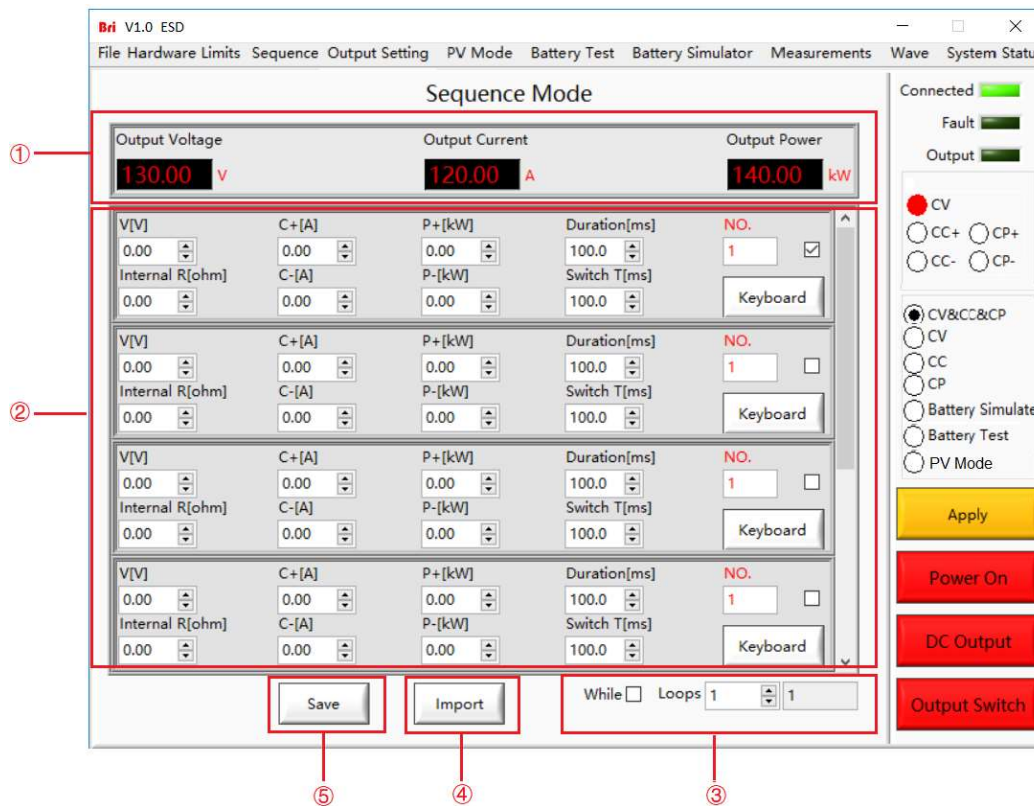 Bri V1.0 ESD
File Hardware Limits Sequence Output Setting PV Mode Battery Test Battery Simulator Measurements Wave System Statu
Sequence Mode
①
Output Voltage Output Current Output Power
130.00 V 120.00 A 140.00 kW
②
V[V] C+[A] P+[kW] Duration[ms] NO.
0.00 0.00 0.00 100.0 1
Internal R[ohm] C-[A] P-[kW] Switch T[ms]
0.00 0.00 0.00 100.0 Keyboard
V[V] C+[A] P+[kW] Duration[ms] NO.
0.00 0.00 0.00 100.0 1
Internal R[ohm] C-[A] P-[kW] Switch T[ms]
0.00 0.00 0.00 100.0 Keyboard
V[V] C+[A] P+[kW] Duration[ms] NO.
0.00 0.00 0.00 100.0 1
Internal R[ohm] C-[A] P-[kW] Switch T[ms]
0.00 0.00 0.00 100.0 Keyboard
V[V] C+[A] P+[kW] Duration[ms] NO.
0.00 0.00 0.00 100.0 1
Internal R[ohm] C-[A] P-[kW] Switch T[ms]
0.00 0.00 0.00 100.0 Keyboard
Save Import While Loops 1 1
⑤ ④ ③
Connected
Fault
Output
CV
CC+ CP+
CC- CP-
CV&CC&CP
CV
CC
CP
Battery Simulate
Battery Test
PV Mode
Apply
Power On
DC Output
Output Switch